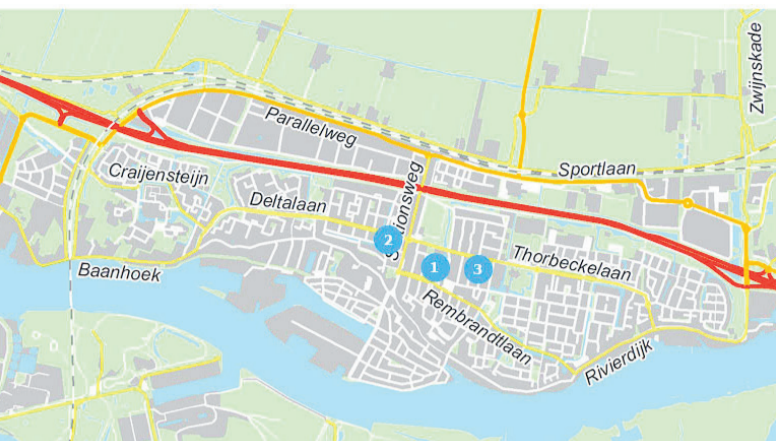 Zwijnskade
Parallelweg
Sportlaan
Craijensteijn
Deltalaan
2
Thorbeckelaan
Baanhoek
1
3
Rembrandtlaan
Rivierdijk